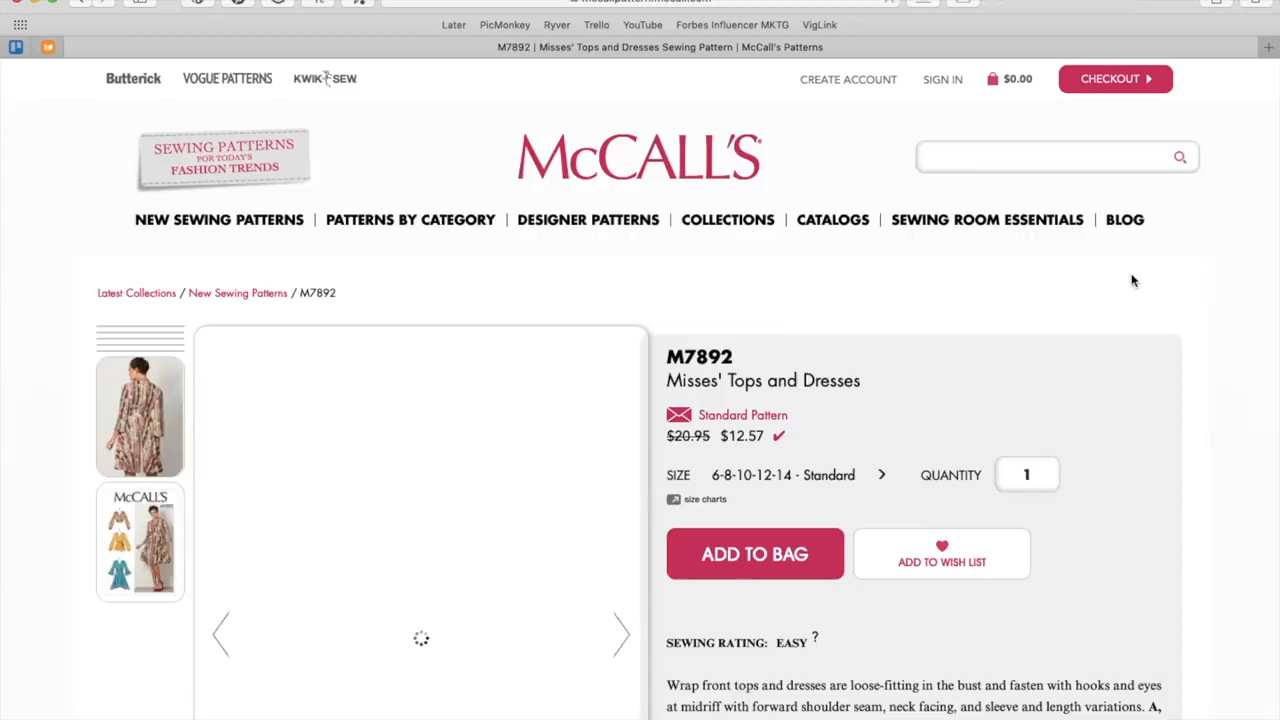 Later PicMonkey Ryver Trello YouTube Forbes Influencer MKTG VigLink
M7892 | Misses' Tops and Dresses Sewing Pattern | McCall's Patterns
Butterick VOGUE PATTERNS KWIK SEW CREATE ACCOUNT SIGN IN $0.00 CHECKOUT
SEWING PATTERNS
FOR TODAY'S
FASHION TRENDS
McCALL'S
NEW SEWING PATTERNS | PATTERNS BY CATEGORY | DESIGNER PATTERNS | COLLECTIONS | CATALOGS | SEWING ROOM ESSENTIALS | BLOG
Latest Collections / New Sewing Patterns / M7892
McCALL'S
M7892
Misses' Tops and Dresses
Standard Pattern
$20.95 $12.57
SIZE 6-8-10-12-14 - Standard QUANTITY 1
size charts
ADD TO BAG
ADD TO WISH LIST
SEWING RATING: EASY ?
Wrap front tops and dresses are loose-fitting in the bust and fasten with hooks and eyes
at midriff with forward shoulder seam, neck facing, and sleeve and length variations. A,